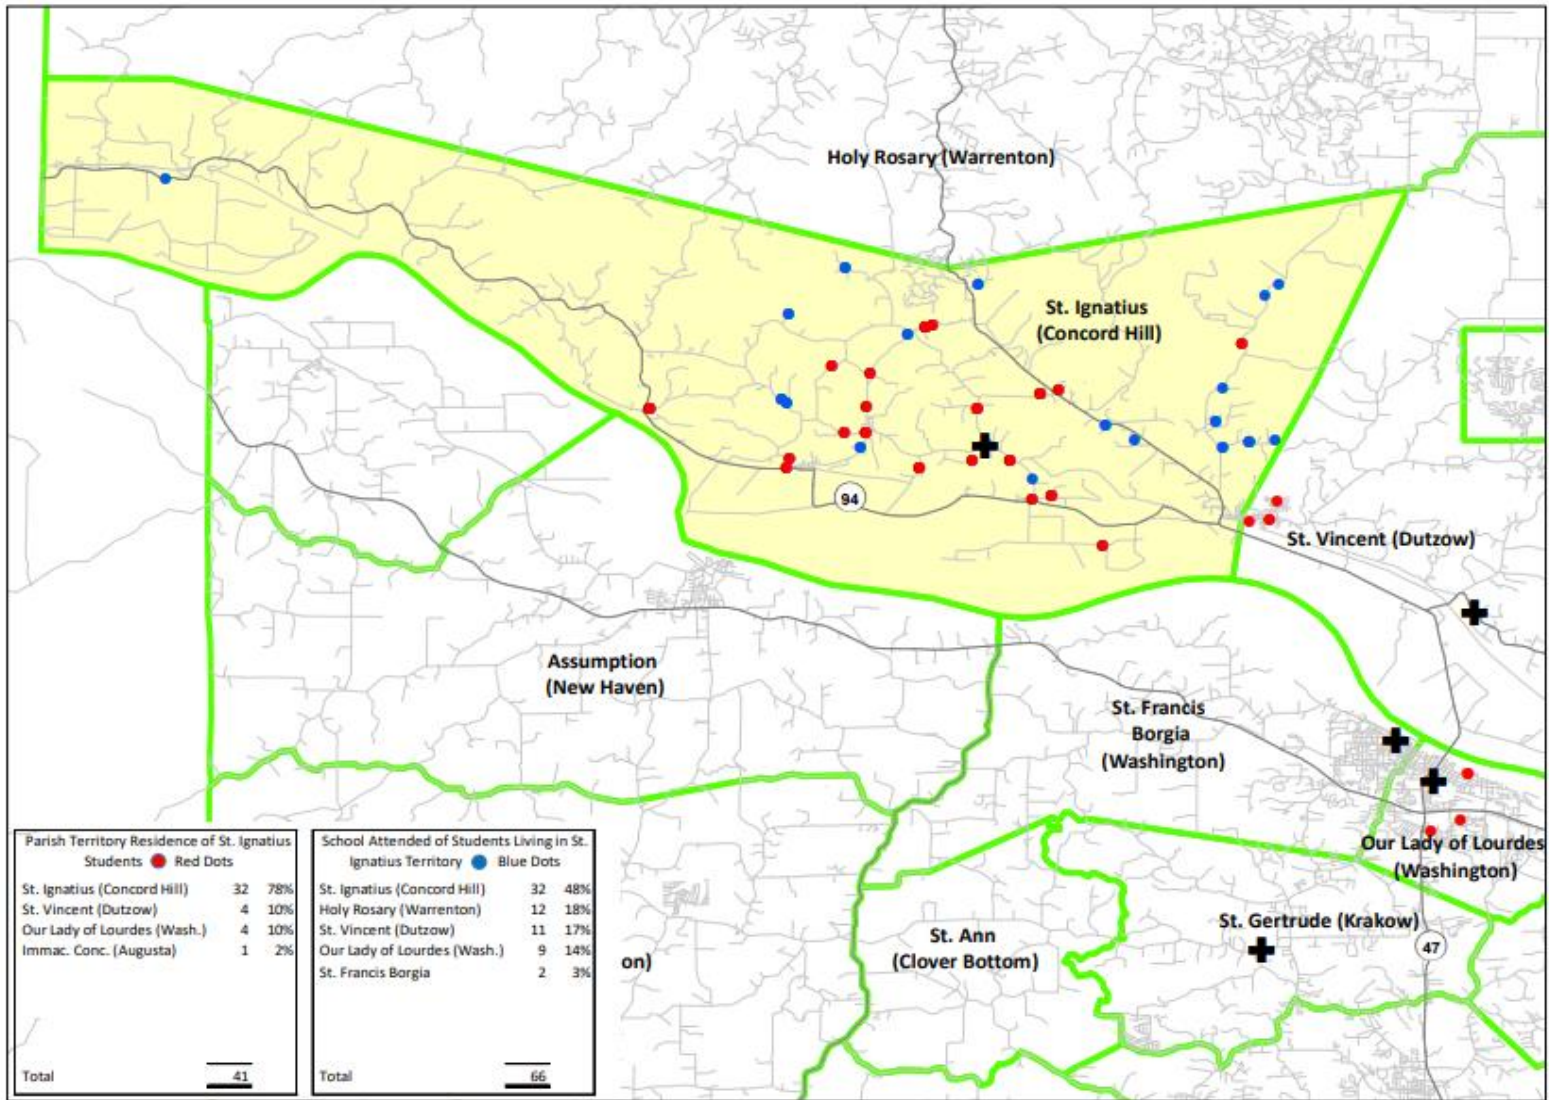 Holy Rosary (Warrenton)
St. Ignatius
(Concord Hill)
94
St. Vincent (Dutzow)
Assumption
(New Haven)
St. Francis
Borgia
(Washington)
Our Lady of Lourdes
(Washington)
St. Gertrude (Krakow)
St. Ann
(Clover Bottom)
on)
47
Parish Territory Residence of St. Ignatius
Students Red Dots
St. Ignatius (Concord Hill) 32 78%
St. Vincent (Dutzow) 4 10%
Our Lady of Lourdes (Wash.) 4 10%
Immac. Conc. (Augusta) 1 2%
Total 41
School Attended of Students Living in St.
Ignatius Territory Blue Dots
St. Ignatius (Concord Hill) 32 48%
Holy Rosary (Warrenton) 12 18%
St. Vincent (Dutzow) 11 17%
Our Lady of Lourdes (Wash.) 9 14%
St. Francis Borgia 2 3%
Total 66